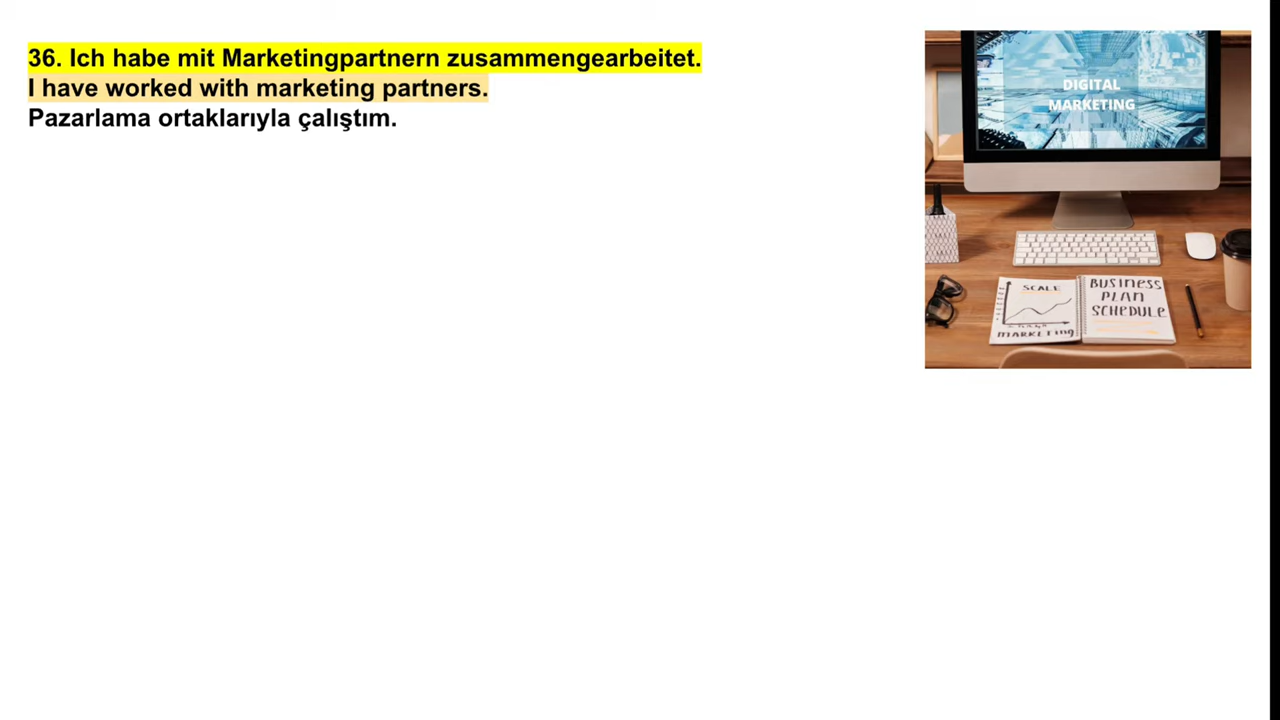 36. Ich habe mit Marketingpartnern zusammengearbeitet.
I have worked with marketing partners.
Pazarlama ortaklarıyla çalıştım.
DIGITAL
MARKETING
SCALE
MARKETING
BUSINESS
PLAN
SCHEDULE